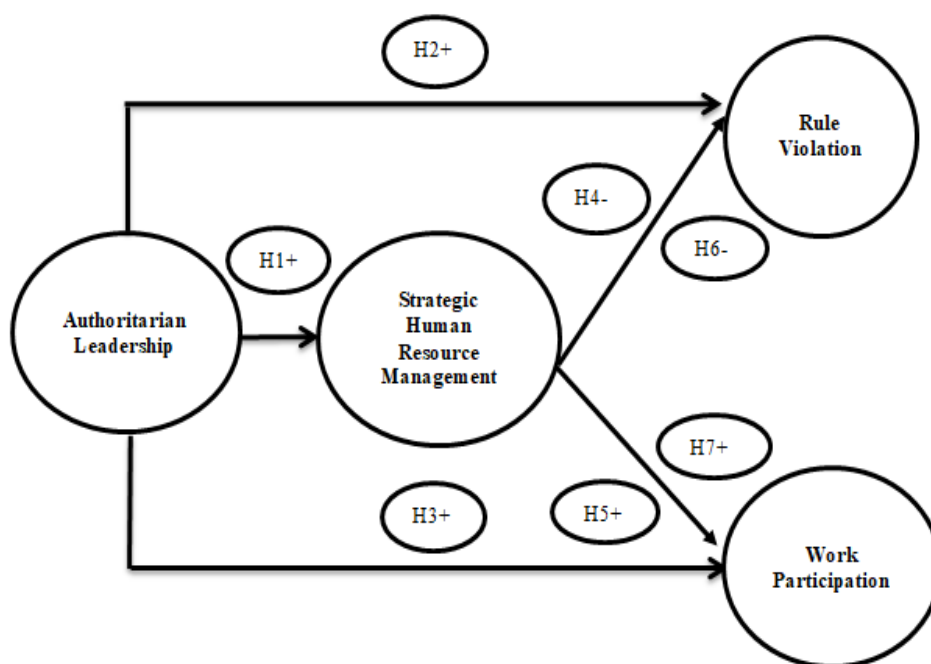 H2+
Rule
Violation
H4-
H6-
H1+
Authoritarian
Leadership
Strategic
Human
Resource
Management
H7+
H3+
H5+
Work
Participation